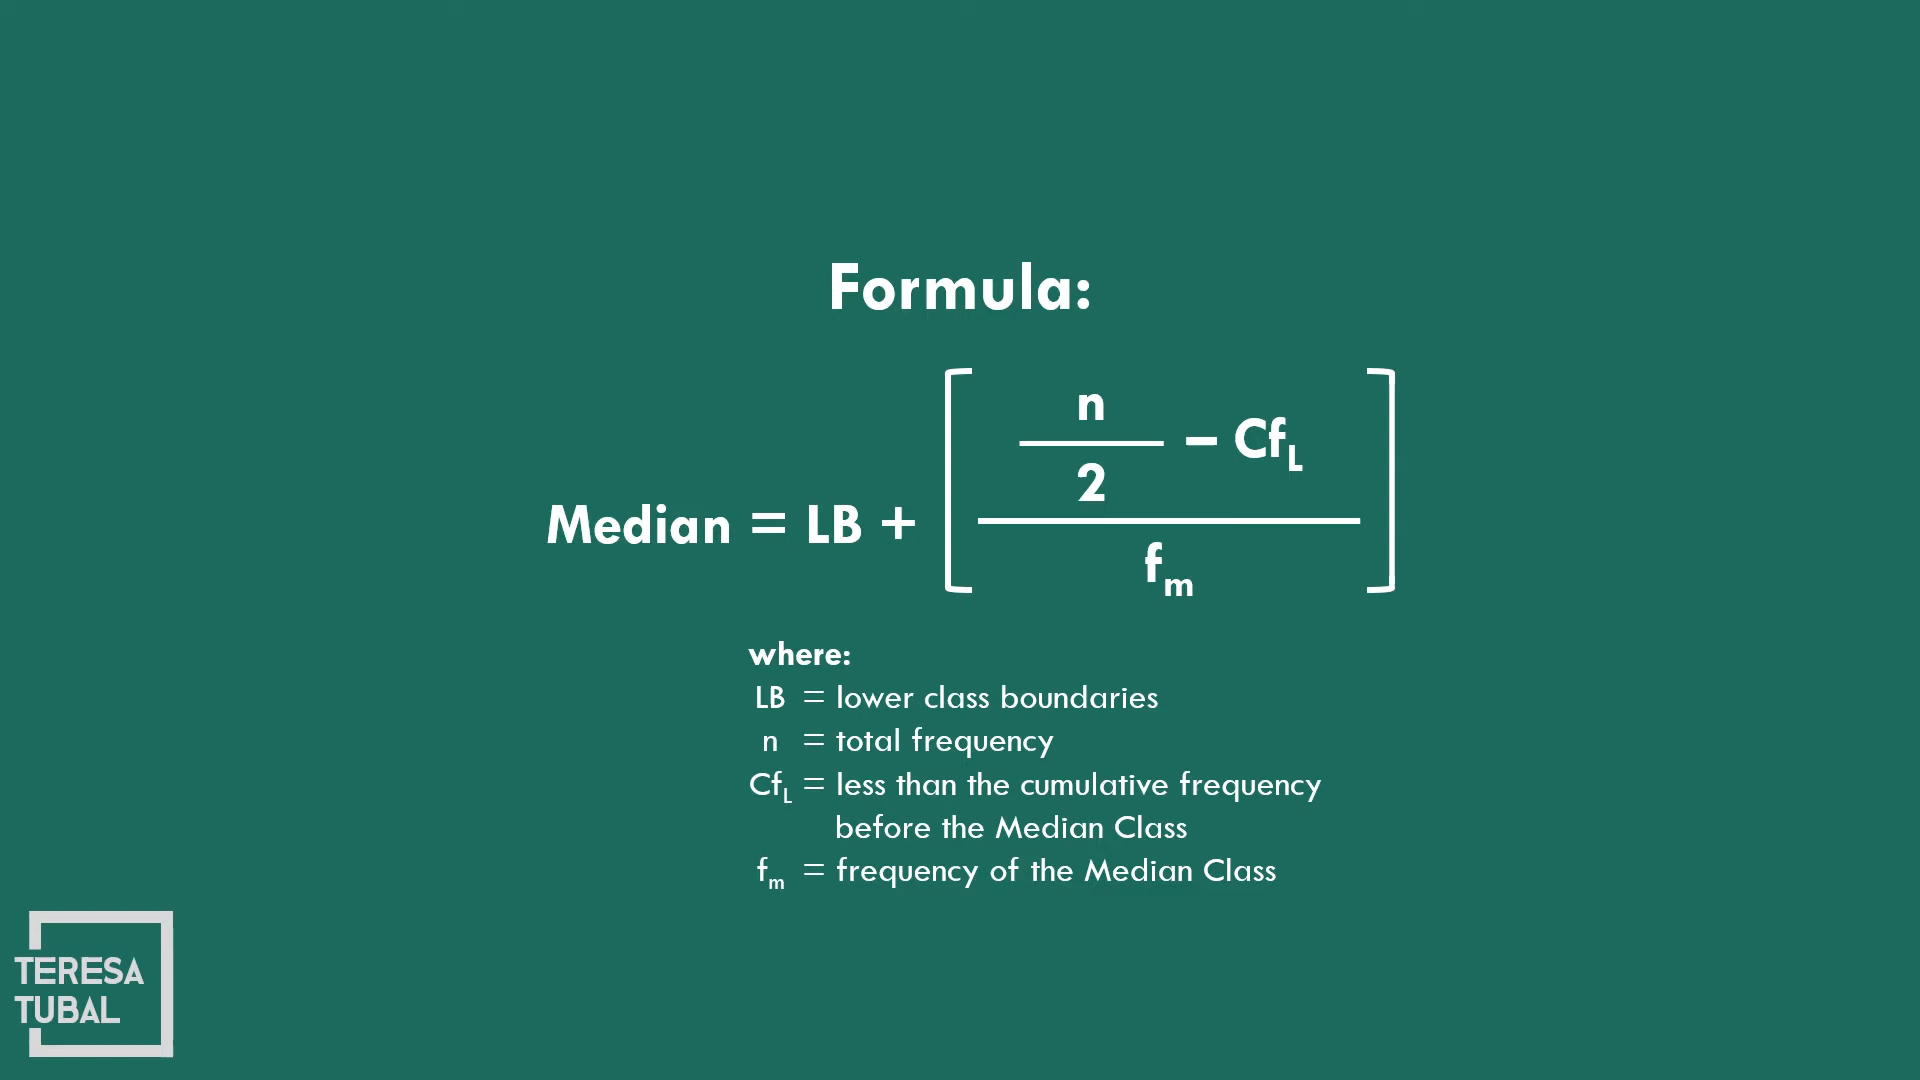 Formula:
Median = LB + [ n
2 − Cf_L
f_m ]
where:
LB = lower class boundaries
n = total frequency
Cf_L = less than the cumulative frequency
before the Median Class
f_m = frequency of the Median Class
TERESA
TUBAL